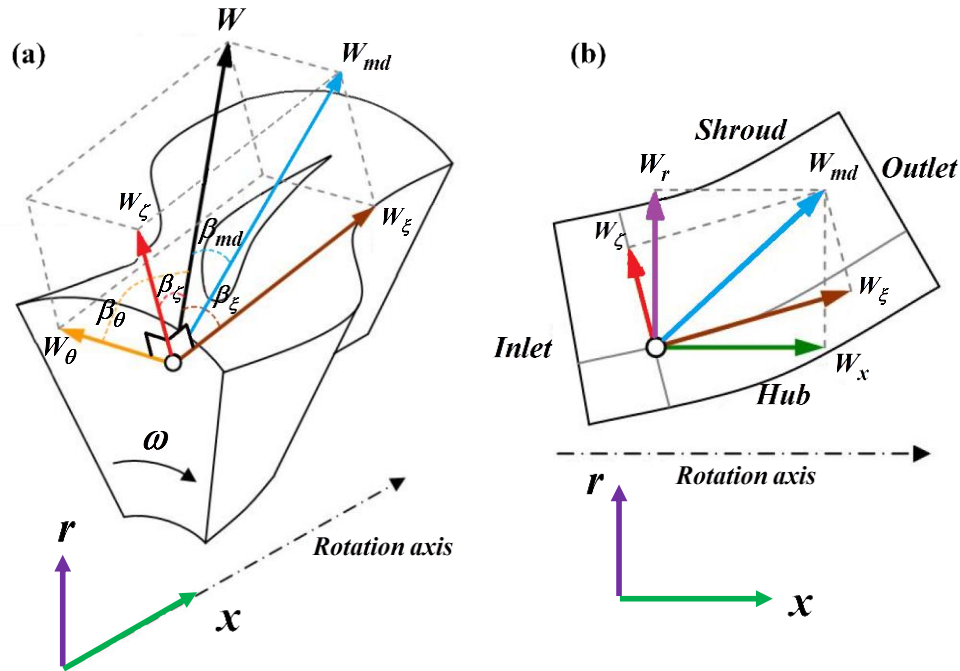 (a)
W
W_md
W_ζ
W_ξ
β_md
β_ζ
β_ξ
β_θ
W_θ
ω
Rotation axis
r
x
(b)
Shroud
W_r
W_md
Outlet
W_ζ
W_ξ
Inlet
W_x
Hub
Rotation axis
r
x